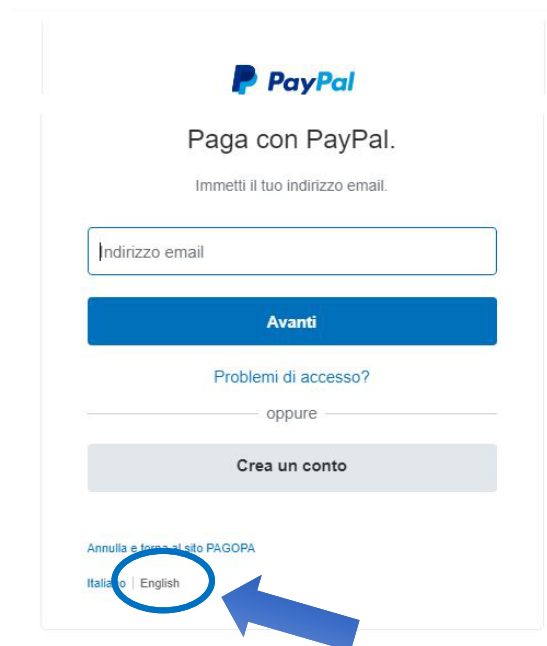 PayPal
Paga con PayPal.
Immetti il tuo indirizzo email.
Indirizzo email
Avanti
Problemi di accesso?
oppure
Crea un conto
Annulla e torna al sito PAGOPA
Italiano | English